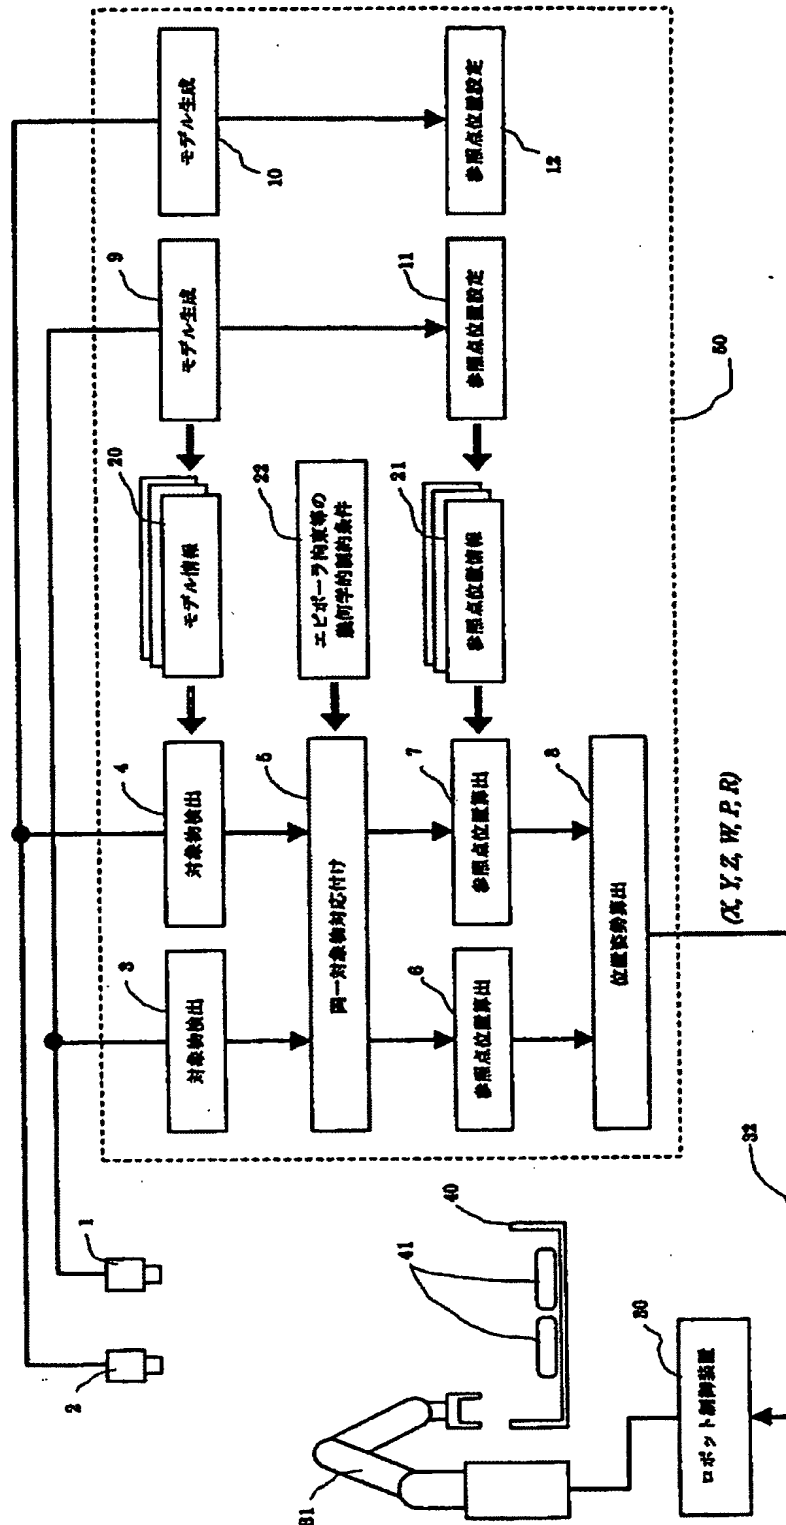 2
1
3
対象物検出
4
対象物検出
20
モデル情報
9
モデル生成
10
モデル生成
5
同一対象物対応付け
22
エピポーラ拘束等の
幾何学的制約条件
6
参照点位置算出
7
参照点位置算出
21
参照点位置情報
11
参照点位置設定
12
参照点位置設定
8
位置姿勢算出
50
(X, Y, Z, W, P, R)
31
41
40
30
ロボット制御装置
32